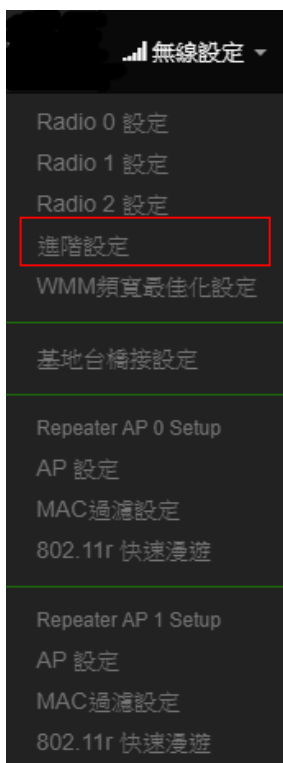 無線設定
Radio 0 設定
Radio 1 設定
Radio 2 設定
進階設定
WMM頻寬最佳化設定
基地台橋接設定
Repeater AP 0 Setup
AP 設定
MAC過濾設定
802.11r 快速漫遊
Repeater AP 1 Setup
AP 設定
MAC過濾設定
802.11r 快速漫遊